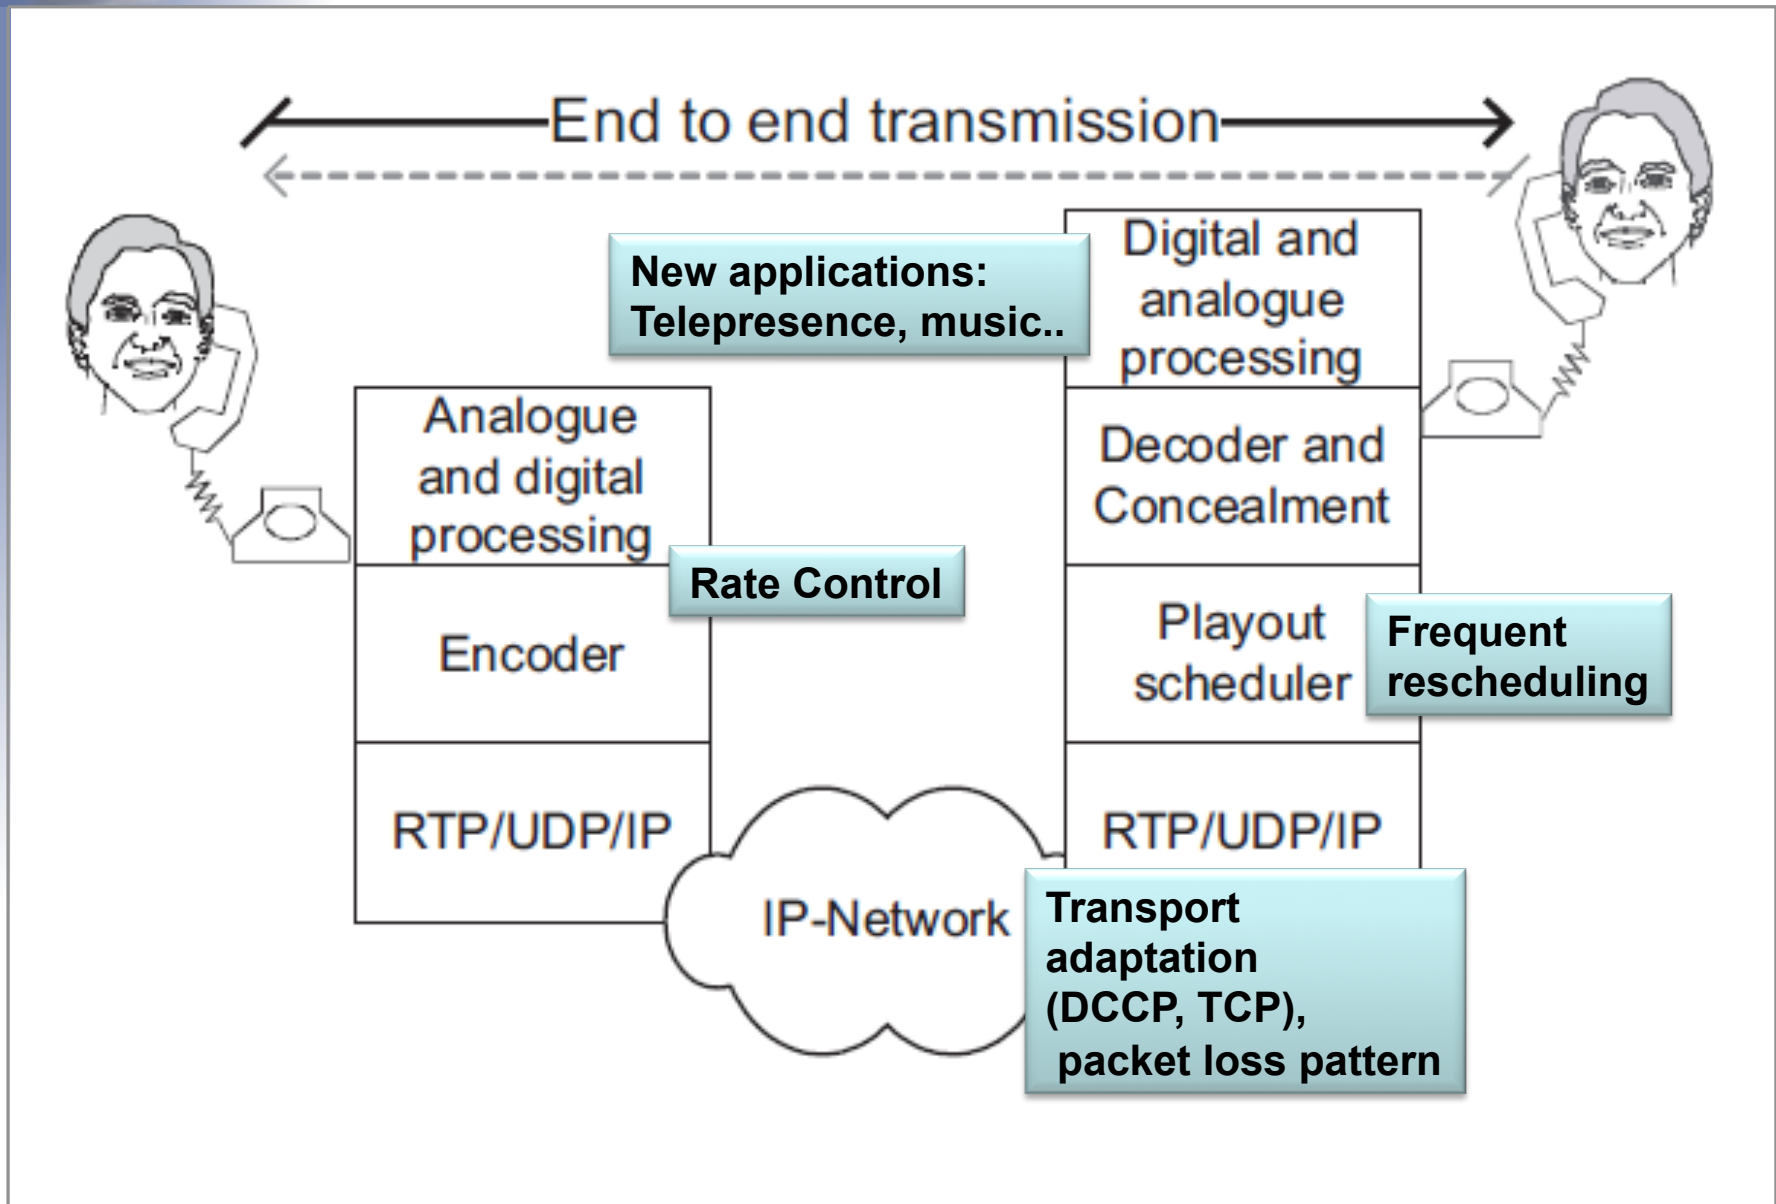 End to end transmission
New applications:
Telepresence, music..
Digital and
analogue
processing
Analogue
and digital
processing
Decoder and
Concealment
Rate Control
Encoder
Playout
scheduler
Frequent
rescheduling
RTP/UDP/IP
RTP/UDP/IP
IP-Network
Transport
adaptation
(DCCP, TCP),
packet loss pattern